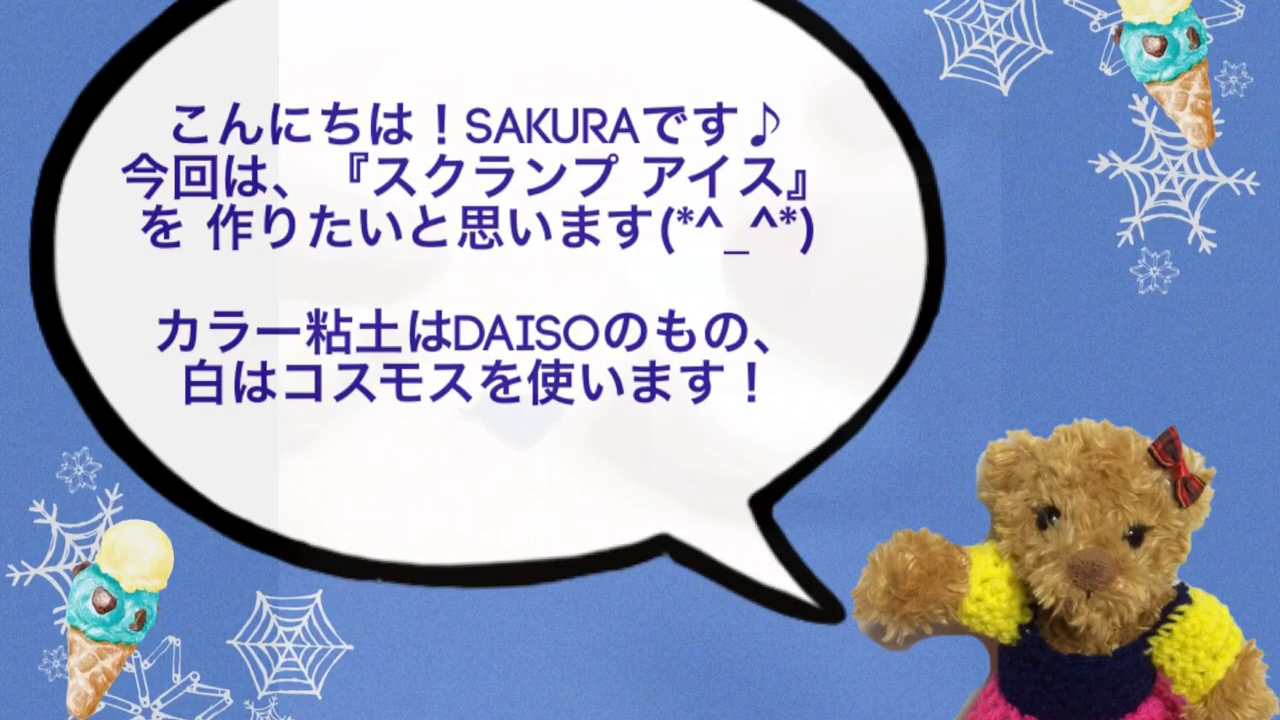 こんにちは！SAKURAです♪
今回は、『スクランプ アイス』
を 作りたいと思います(*^_^*)
カラー粘土はDAISOのもの、
白はコスモスを使います！